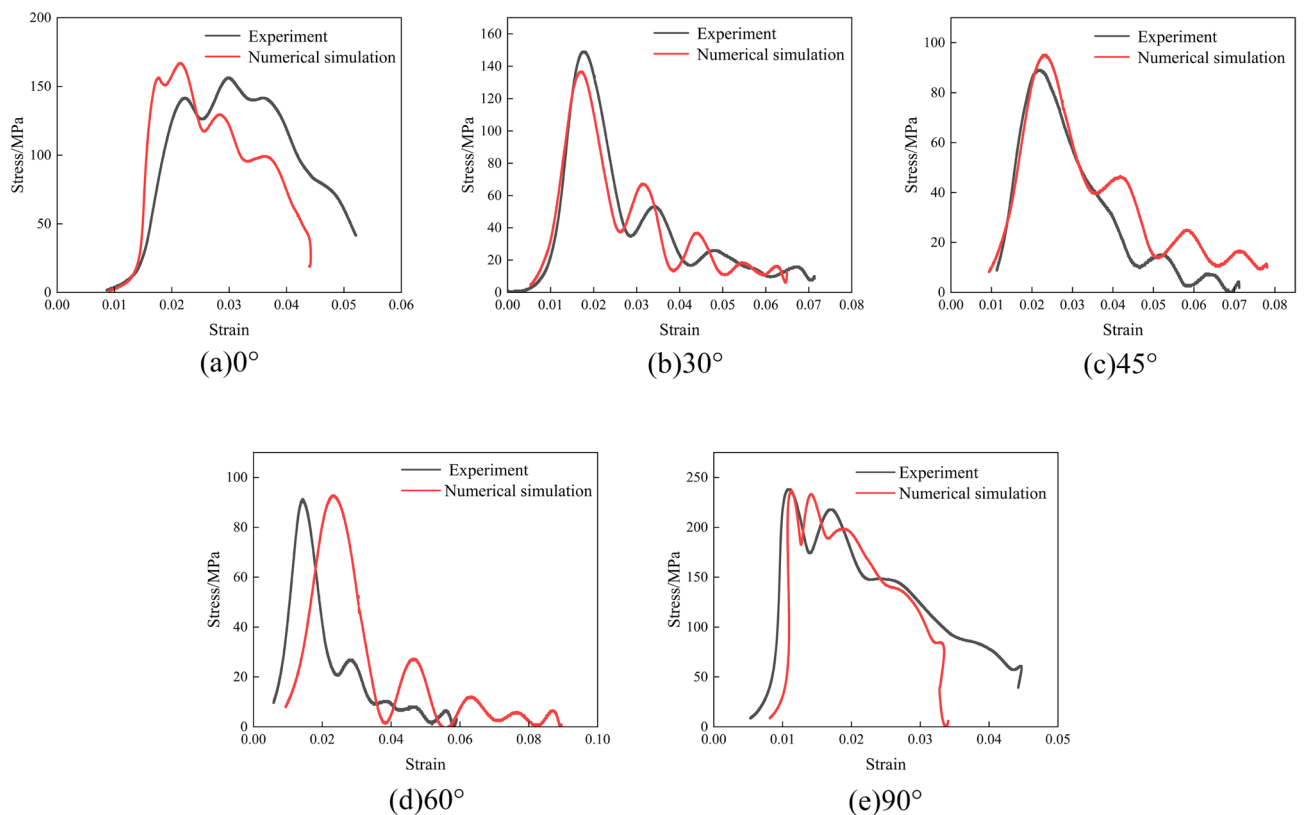 200
150
100
50
0
Stress/MPa
Experiment
Numerical simulation
0.00 0.01 0.02 0.03 0.04 0.05 0.06
Strain
(a)0°
160
140
120
100
80
60
40
20
0
Stress/MPa
Experiment
Numerical simulation
0.00 0.01 0.02 0.03 0.04 0.05 0.06 0.07 0.08
Strain
(b)30°
100
80
60
40
20
0
Stress/MPa
Experiment
Numerical simulation
0.00 0.01 0.02 0.03 0.04 0.05 0.06 0.07 0.08
Strain
(c)45°
100
80
60
40
20
0
Stress/MPa
Experiment
Numerical simulation
0.00 0.02 0.04 0.06 0.08 0.10
Strain
(d)60°
250
200
150
100
50
0
Stress/MPa
Experiment
Numerical simulation
0.00 0.01 0.02 0.03 0.04 0.05
Strain
(e)90°